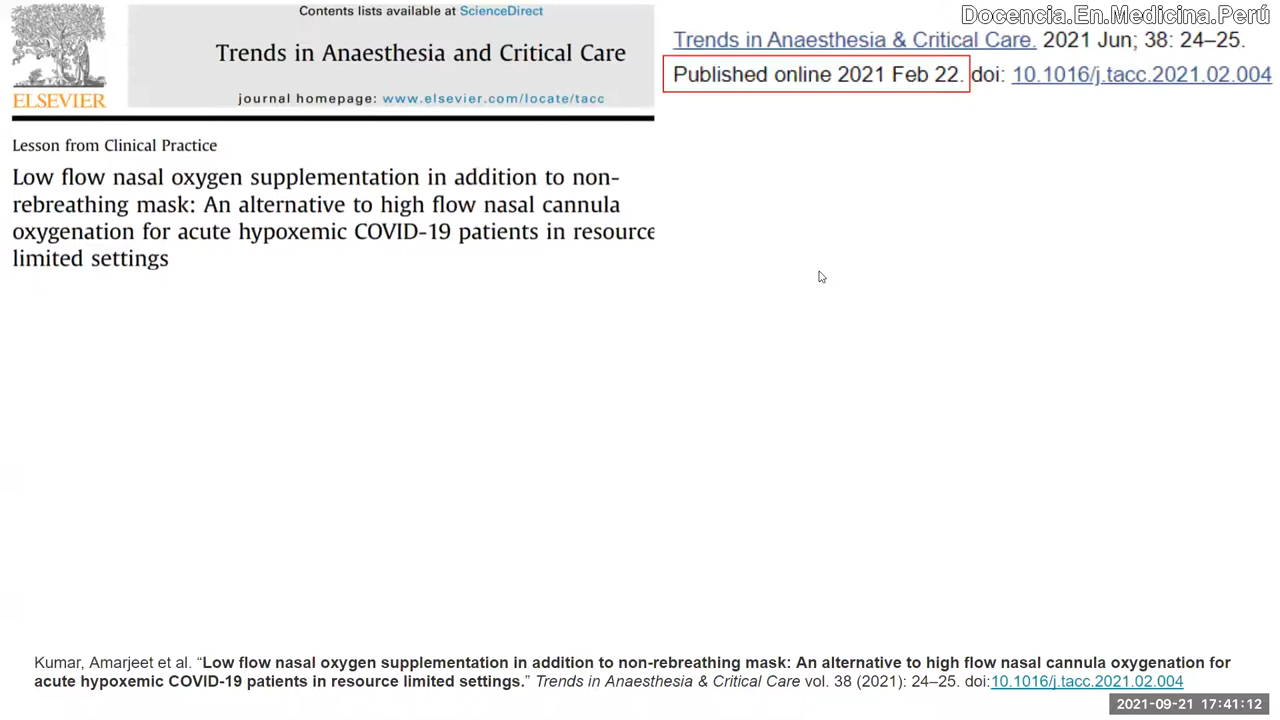 Docencia.En.Medicina.Perú
Contents lists available at ScienceDirect
Trends in Anaesthesia and Critical Care
journal homepage: www.elsevier.com/locate/tacc
ELSEVIER
Trends in Anaesthesia & Critical Care. 2021 Jun; 38: 24–25.
Published online 2021 Feb 22. doi: 10.1016/j.tacc.2021.02.004
Lesson from Clinical Practice
Low flow nasal oxygen supplementation in addition to non-
rebreathing mask: An alternative to high flow nasal cannula
oxygenation for acute hypoxemic COVID-19 patients in resource
limited settings
Kumar, Amarjeet et al. “Low flow nasal oxygen supplementation in addition to non-rebreathing mask: An alternative to high flow nasal cannula oxygenation for
acute hypoxemic COVID-19 patients in resource limited settings.” Trends in Anaesthesia & Critical Care vol. 38 (2021): 24–25. doi:10.1016/j.tacc.2021.02.004
2021-09-21 17:41:12